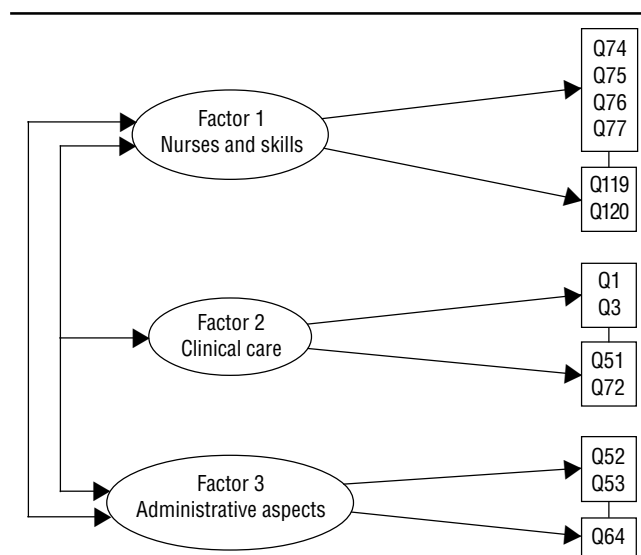 Factor 1
Nurses and skills
Q74
Q75
Q76
Q77
Q119
Q120
Factor 2
Clinical care
Q1
Q3
Q51
Q72
Factor 3
Administrative aspects
Q52
Q53
Q64